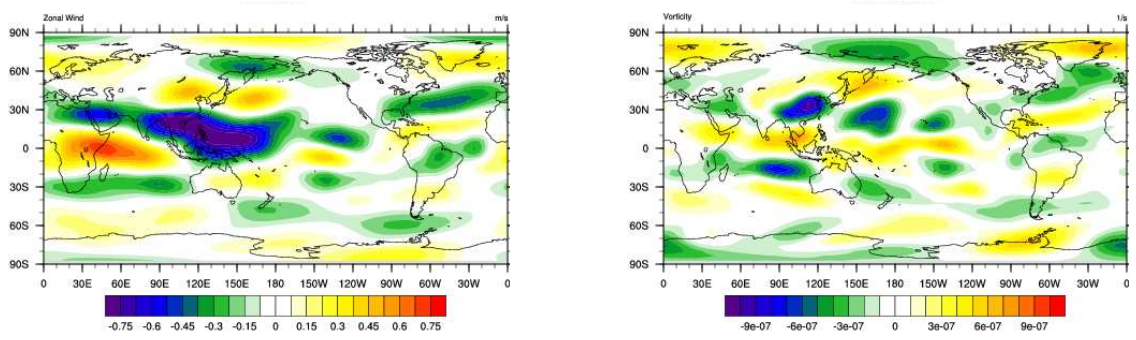 Zonal Wind m/s
90N
60N
30N
0
30S
60S
90S
0 30E 60E 90E 120E 150E 180 150W 120W 90W 60W 30W 0
-0.75 -0.6 -0.45 -0.3 -0.15 0 0.15 0.3 0.45 0.6 0.75
Vorticity 1/s
90N
60N
30N
0
30S
60S
90S
0 30E 60E 90E 120E 150E 180 150W 120W 90W 60W 30W 0
-9e-07 -6e-07 -3e-07 0 3e-07 6e-07 9e-07